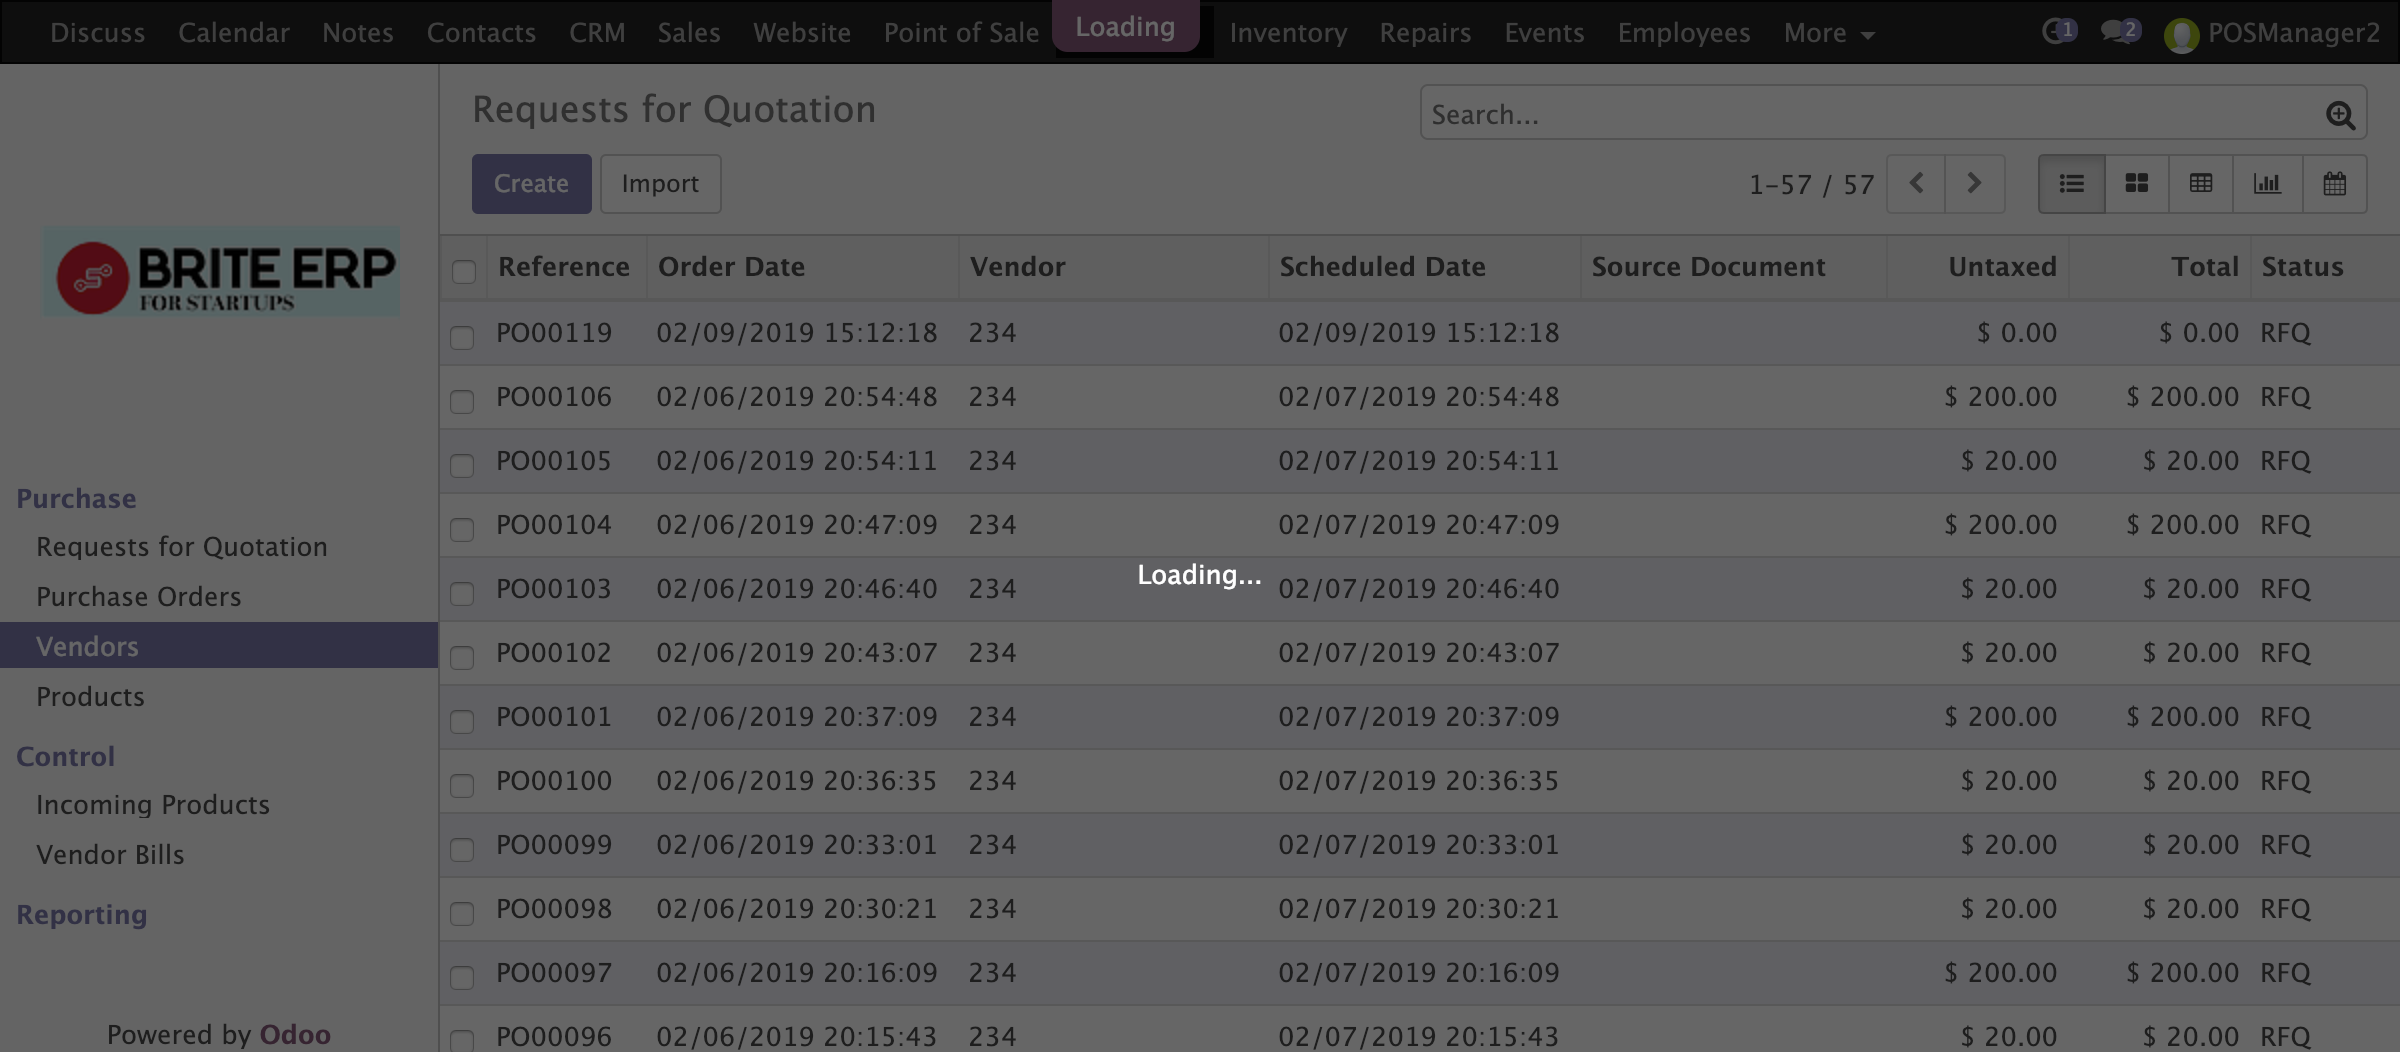 Discuss Calendar Notes Contacts CRM Sales Website Point of Sale Loading Inventory Repairs Events Employees More 1 2 POSManager2
Requests for Quotation
Search...
Create Import 1-57 / 57
BRITE ERP
FOR STARTUPS
Purchase
Requests for Quotation
Purchase Orders
Vendors
Products
Control
Incoming Products
Vendor Bills
Reporting
Powered by Odoo
Reference Order Date Vendor Scheduled Date Source Document Untaxed Total Status
PO00119 02/09/2019 15:12:18 234 02/09/2019 15:12:18 $ 0.00 $ 0.00 RFQ
PO00106 02/06/2019 20:54:48 234 02/07/2019 20:54:48 $ 200.00 $ 200.00 RFQ
PO00105 02/06/2019 20:54:11 234 02/07/2019 20:54:11 $ 20.00 $ 20.00 RFQ
PO00104 02/06/2019 20:47:09 234 02/07/2019 20:47:09 $ 200.00 $ 200.00 RFQ
Loading...
PO00103 02/06/2019 20:46:40 234 02/07/2019 20:46:40 $ 20.00 $ 20.00 RFQ
PO00102 02/06/2019 20:43:07 234 02/07/2019 20:43:07 $ 20.00 $ 20.00 RFQ
PO00101 02/06/2019 20:37:09 234 02/07/2019 20:37:09 $ 200.00 $ 200.00 RFQ
PO00100 02/06/2019 20:36:35 234 02/07/2019 20:36:35 $ 20.00 $ 20.00 RFQ
PO00099 02/06/2019 20:33:01 234 02/07/2019 20:33:01 $ 20.00 $ 20.00 RFQ
PO00098 02/06/2019 20:30:21 234 02/07/2019 20:30:21 $ 20.00 $ 20.00 RFQ
PO00097 02/06/2019 20:16:09 234 02/07/2019 20:16:09 $ 200.00 $ 200.00 RFQ
PO00096 02/06/2019 20:15:43 234 02/07/2019 20:15:43 $ 20.00 $ 20.00 RFQ